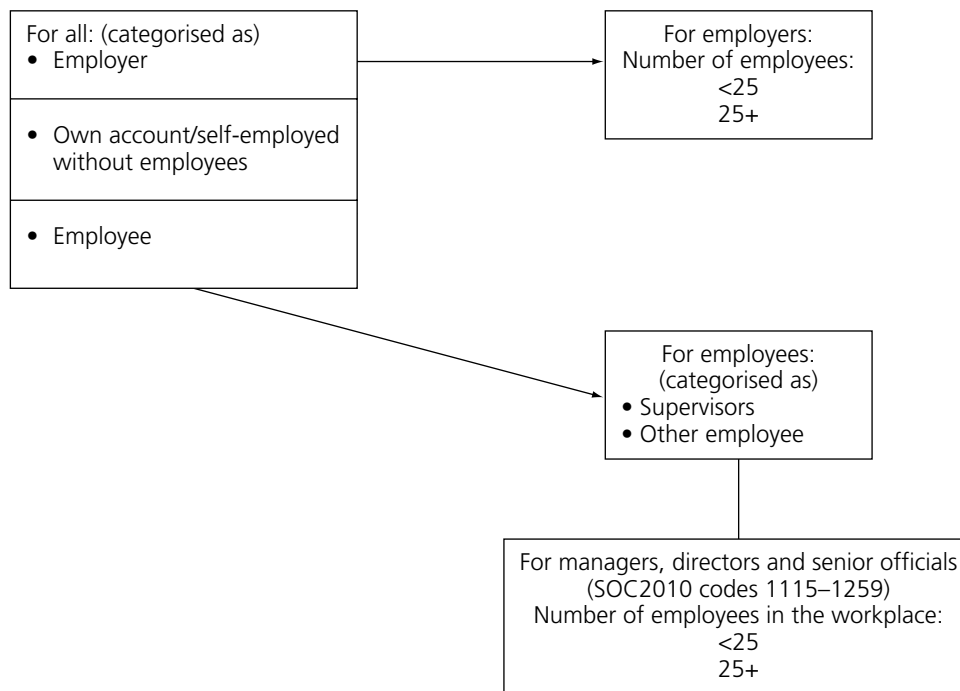 For all: (categorised as)
• Employer
• Own account/self-employed
without employees
• Employee
For employers:
Number of employees:
<25
25+
For employees:
(categorised as)
• Supervisors
• Other employee
For managers, directors and senior officials
(SOC2010 codes 1115–1259)
Number of employees in the workplace:
<25
25+